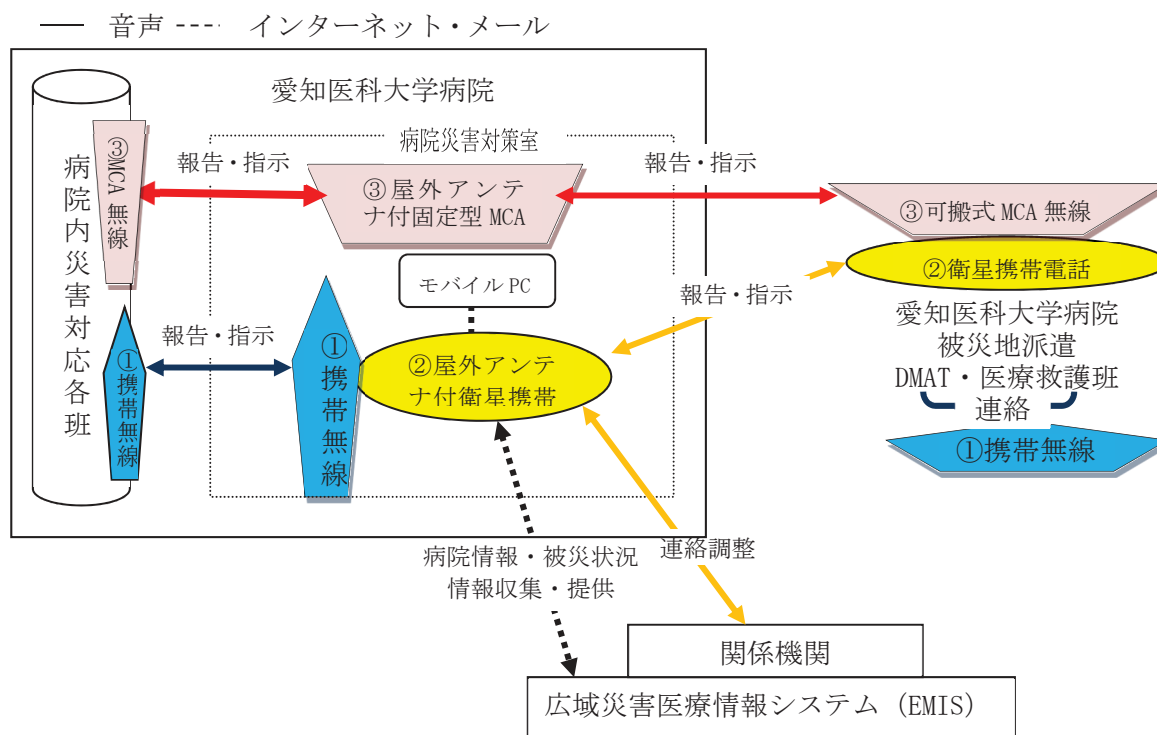 音声
インターネット・メール
愛知医科大学病院
病院災害対策室
病院内災害対応各班
③MCA無線
報告・指示
③屋外アンテ
ナ付固定型 MCA
報告・指示
③可搬式 MCA 無線
②衛星携帯電話
モバイル PC
報告・指示
①携帯無線
報告・指示
①携帯無線
②屋外アンテ
ナ付衛星携帯
愛知医科大学病院
被災地派遣
DMAT・医療救護班
連絡
①携帯無線
病院情報・被災状況
情報収集・提供
連絡調整
関係機関
広域災害医療情報システム（EMIS）